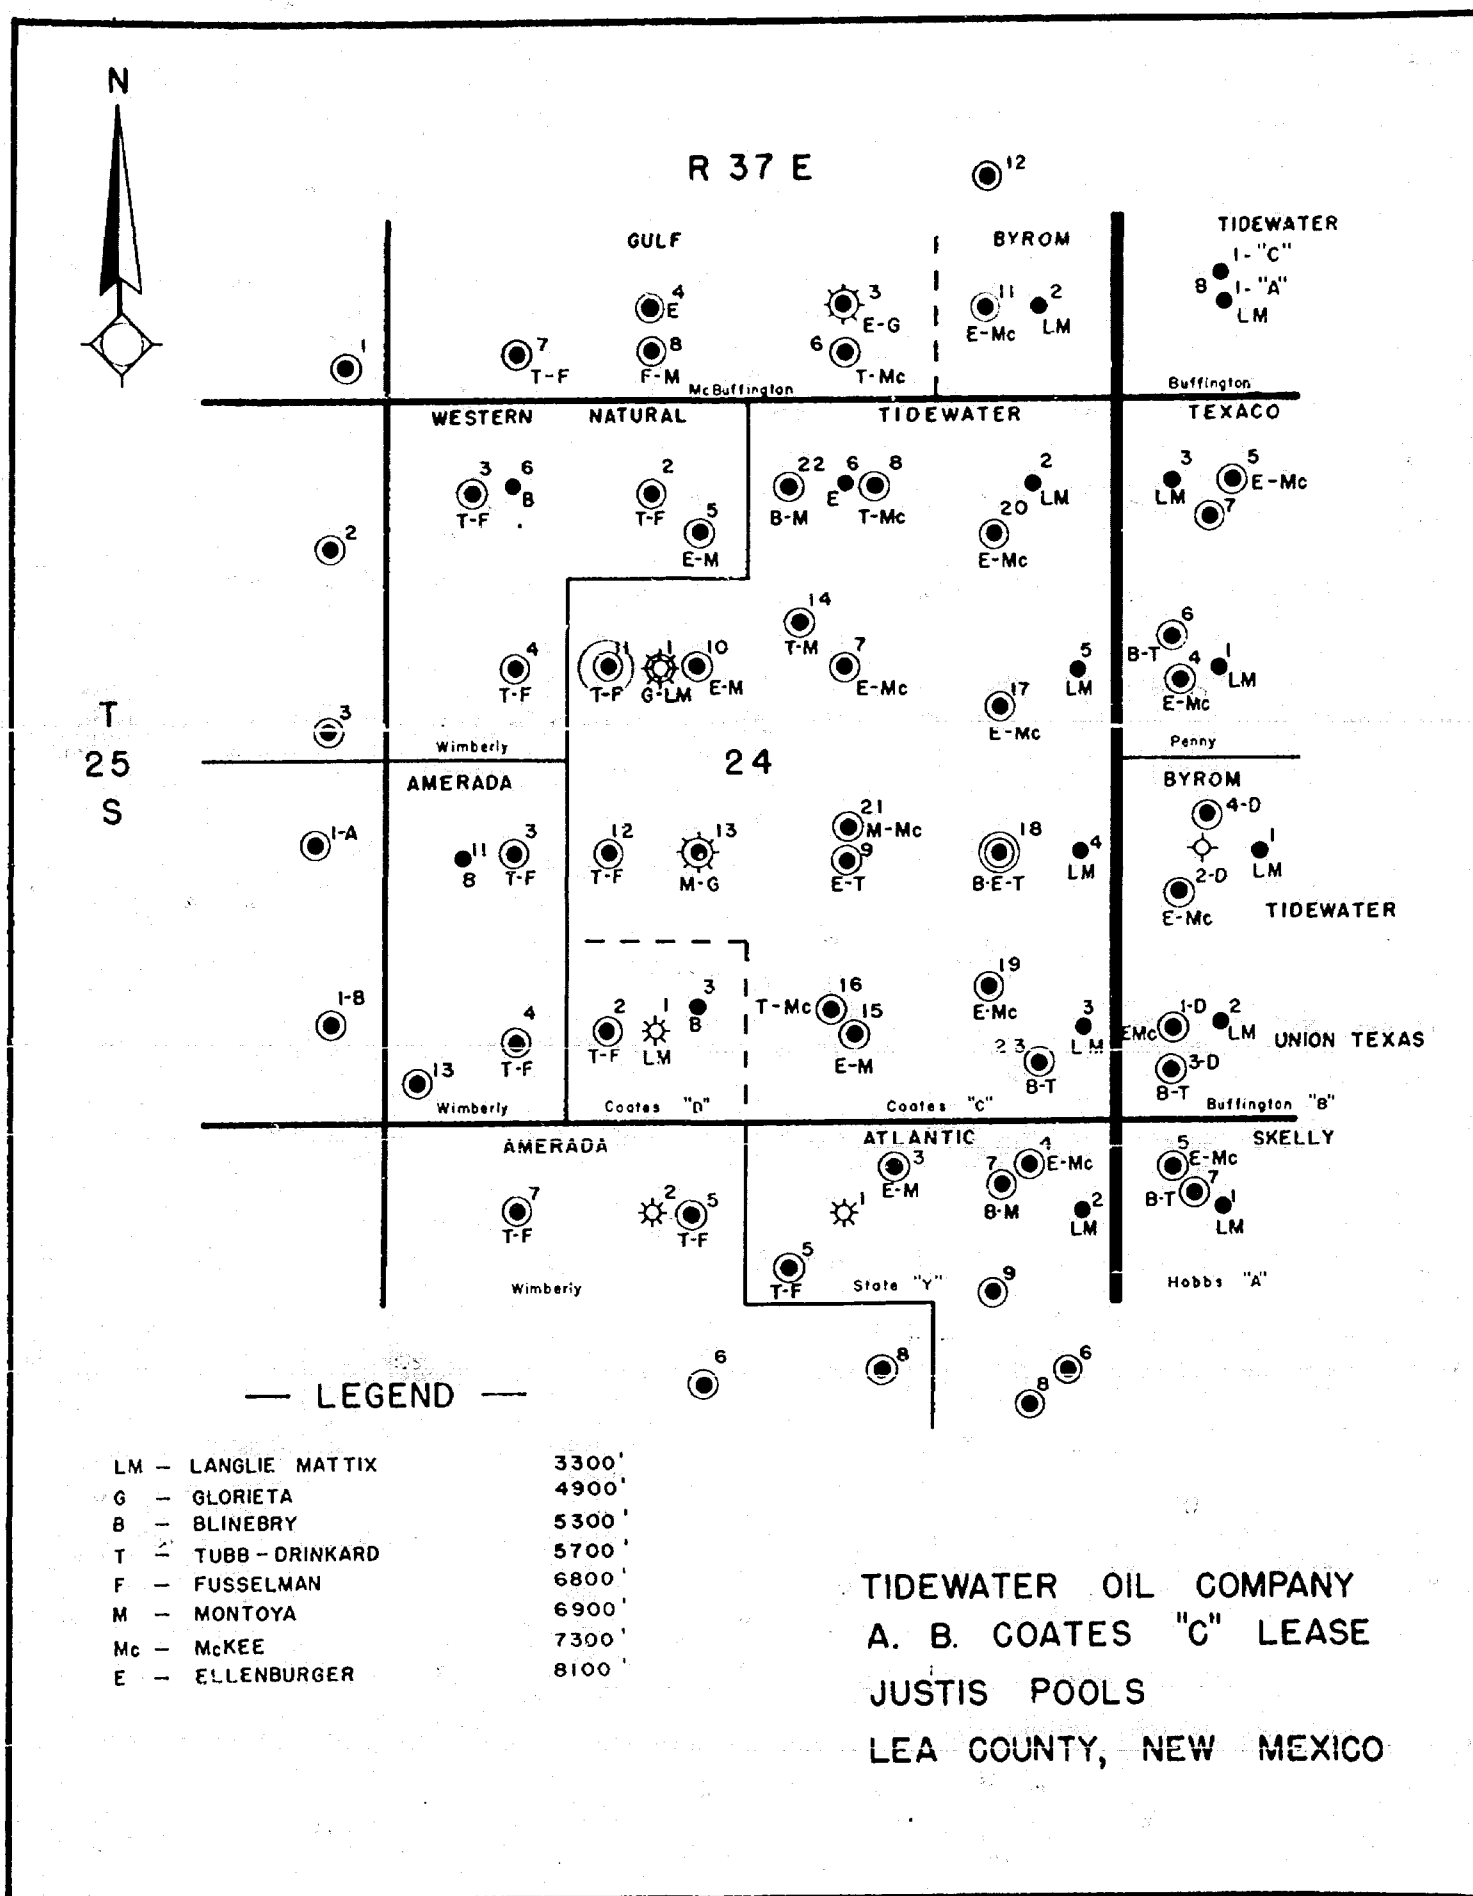 N
R 37 E
12
GULF
BYROM
TIDEWATER
1-"C"
8 1-"A"
LM
4
E
3
E-G
11
E-Mc
2
LM
1
7
T-F
8
F-M
6
T-Mc
McBuffington
Buffington
WESTERN NATURAL
TIDEWATER
TEXACO
3
T-F
6
B
2
T-F
5
E-M
22
B-M
6
E
8
T-Mc
2
LM
20
E-Mc
3
LM
5
E-Mc
7
2
14
T-M
6
B-T
4
T-F
11
T-F
1
G-LM
10
E-M
7
E-Mc
5
LM
17
E-Mc
4
E-Mc
1
LM
T
25
S
3
Wimberly
24
Penny
AMERADA
BYROM
4-D
1-A
11
B
3
T-F
12
T-F
13
M-G
21
M-Mc
9
E-T
18
B-E-T
4
LM
1
LM
2-D
E-Mc
TIDEWATER
1-B
4
T-F
2
T-F
1
LM
3
B
16
T-Mc
15
E-M
19
E-Mc
3
LM
23
B-T
1-D
EMc
2
LM
3-D
B-T
UNION TEXAS
13
Wimberly
Coates "D"
Coates "C"
Buffington "B"
AMERADA
ATLANTIC
SKELLY
7
T-F
2
5
T-F
1
3
E-M
7
B-M
4
E-Mc
2
LM
5
E-Mc
7
B-T
1
LM
5
T-F
Wimberly
State "Y"
9
Hobbs "A"
6
8
8
6
— LEGEND —
LM — LANGLIE MATTIX 3300'
G — GLORIETA 4900'
B — BLINEBRY 5300'
T — TUBB-DRINKARD 5700'
F — FUSSELMAN 6800'
M — MONTOYA 6900'
Mc — McKEE 7300'
E — ELLENBURGER 8100'
TIDEWATER OIL COMPANY
A. B. COATES "C" LEASE
JUSTIS POOLS
LEA COUNTY, NEW MEXICO